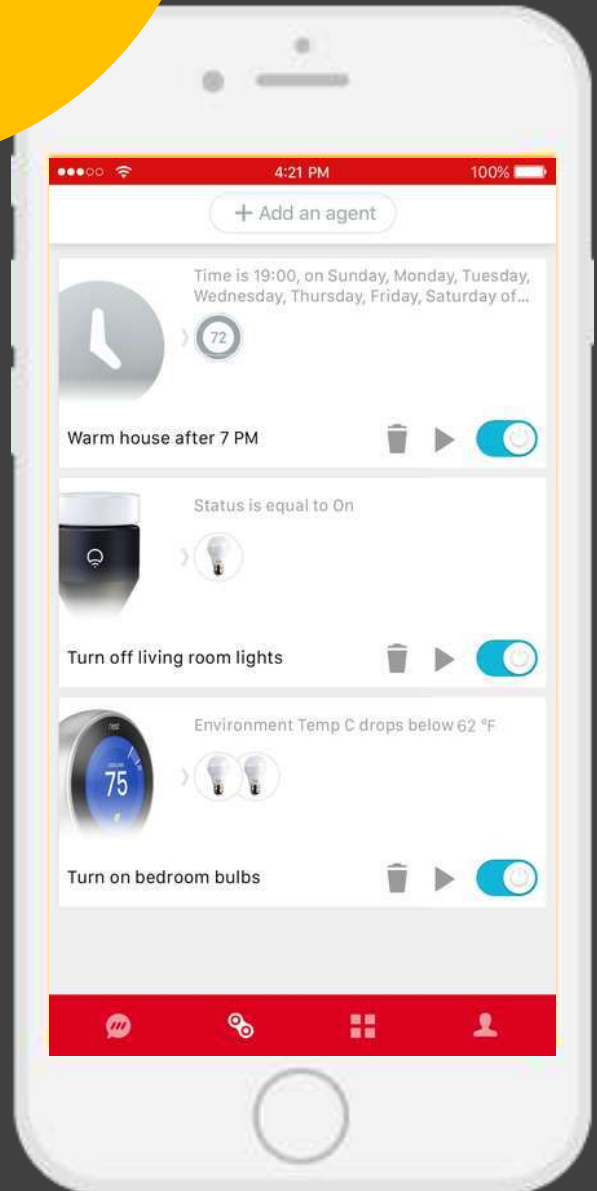 4:21 PM
100%
+ Add an agent
Time is 19:00, on Sunday, Monday, Tuesday,
Wednesday, Thursday, Friday, Saturday of...
72
Warm house after 7 PM
Status is equal to On
Turn off living room lights
Environment Temp C drops below 62 °F
nest
75
Turn on bedroom bulbs